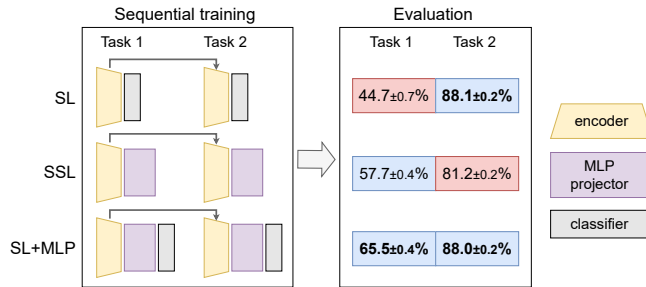 Sequential training
Evaluation
Task 1 Task 2
Task 1 Task 2
SL
44.7±0.7% 88.1±0.2%
SSL
57.7±0.4% 81.2±0.2%
SL+MLP
65.5±0.4% 88.0±0.2%
encoder
MLP
projector
classifier